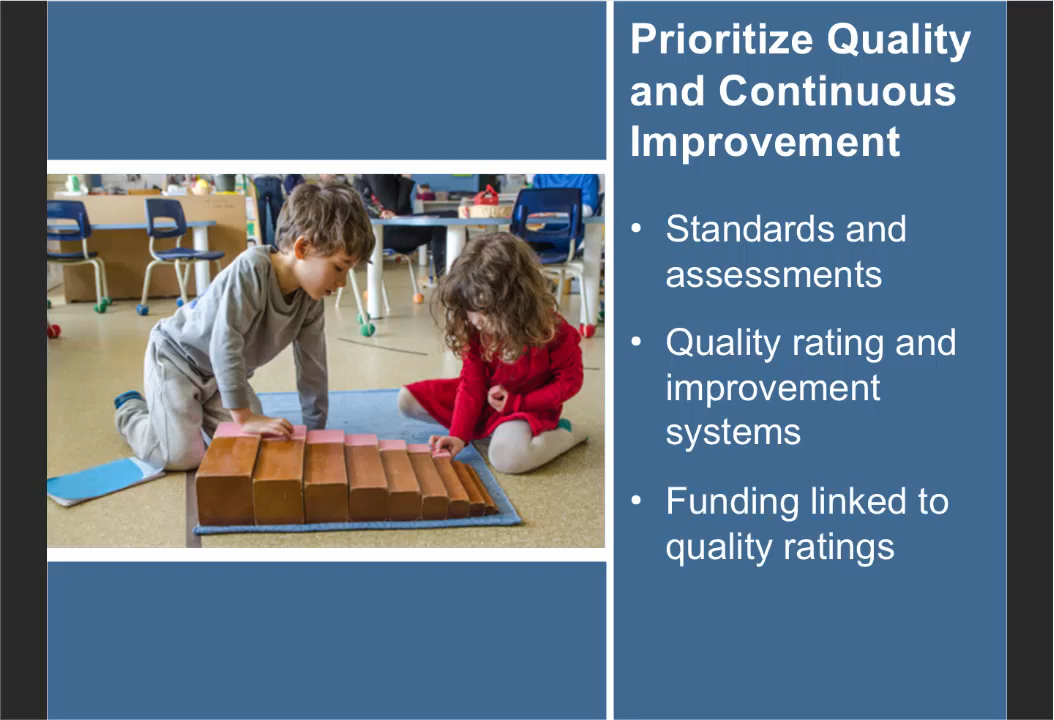 Prioritize Quality
and Continuous
Improvement
• Standards and
assessments
• Quality rating and
improvement
systems
• Funding linked to
quality ratings